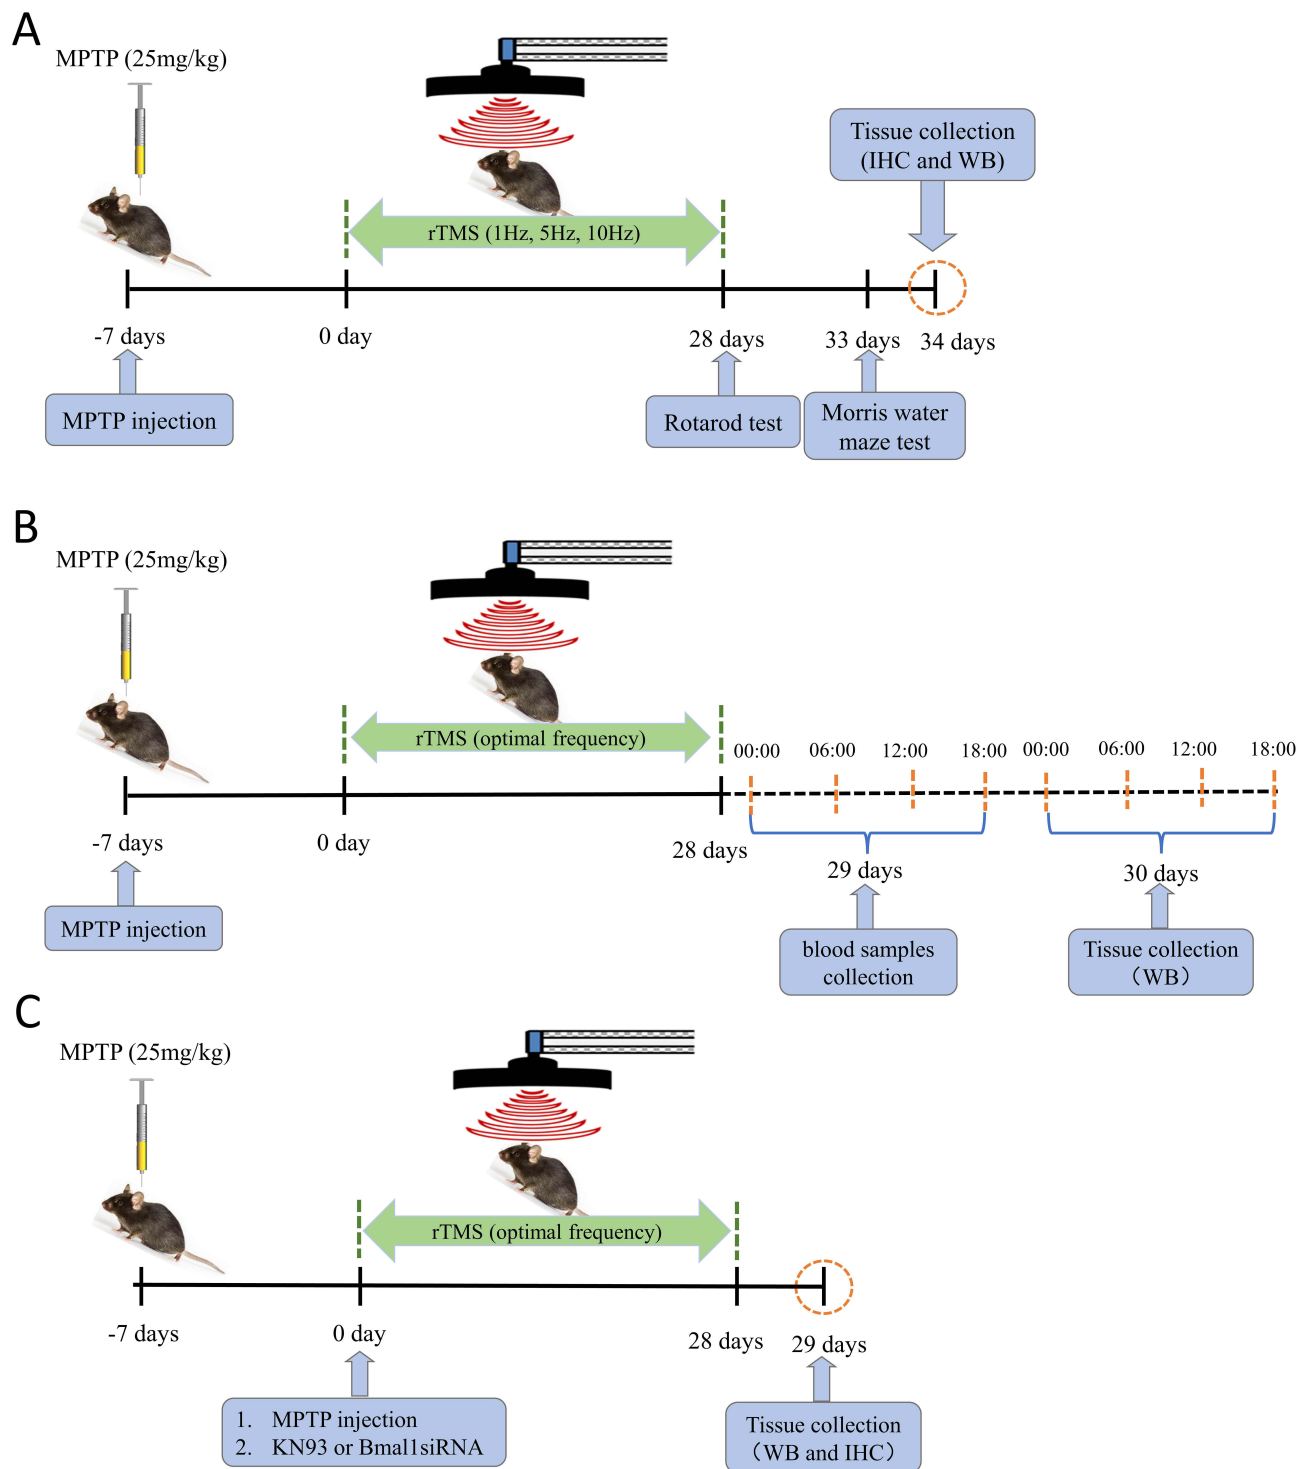 A
MPTP (25mg/kg)
Tissue collection
(IHC and WB)
rTMS (1Hz, 5Hz, 10Hz)
-7 days
0 day
28 days
33 days
34 days
MPTP injection
Rotarod test
Morris water
maze test
B
MPTP (25mg/kg)
rTMS (optimal frequency)
00:00
06:00
12:00
18:00
00:00
06:00
12:00
18:00
-7 days
0 day
28 days
29 days
30 days
MPTP injection
blood samples
collection
Tissue collection
（WB）
C
MPTP (25mg/kg)
rTMS (optimal frequency)
-7 days
0 day
28 days
29 days
1. MPTP injection
2. KN93 or Bmal1siRNA
Tissue collection
（WB and IHC）